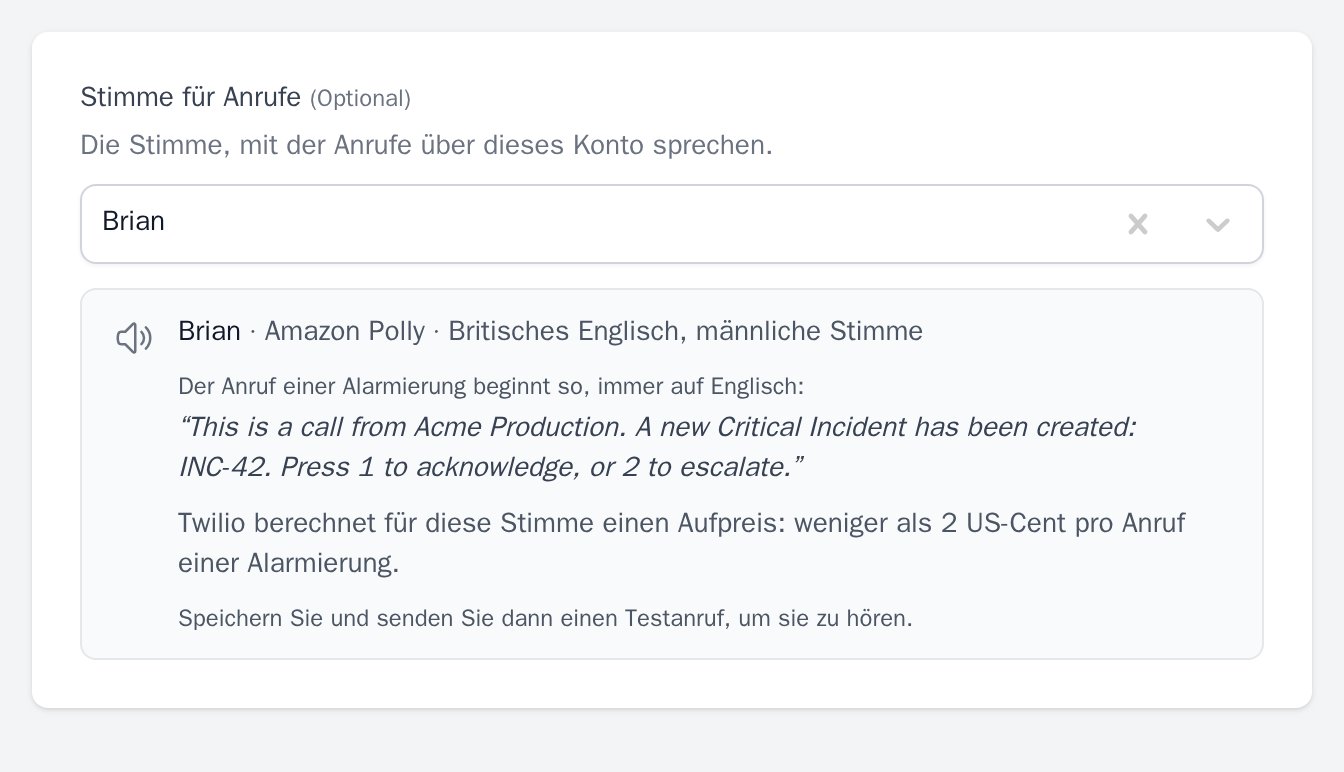 Stimme für Anrufe (Optional)
Die Stimme, mit der Anrufe über dieses Konto sprechen.
Brian
Brian · Amazon Polly · Britisches Englisch, männliche Stimme
Der Anruf einer Alarmierung beginnt so, immer auf Englisch:
“This is a call from Acme Production. A new Critical Incident has been created:
INC-42. Press 1 to acknowledge, or 2 to escalate.”
Twilio berechnet für diese Stimme einen Aufpreis: weniger als 2 US-Cent pro Anruf
einer Alarmierung.
Speichern Sie und senden Sie dann einen Testanruf, um sie zu hören.